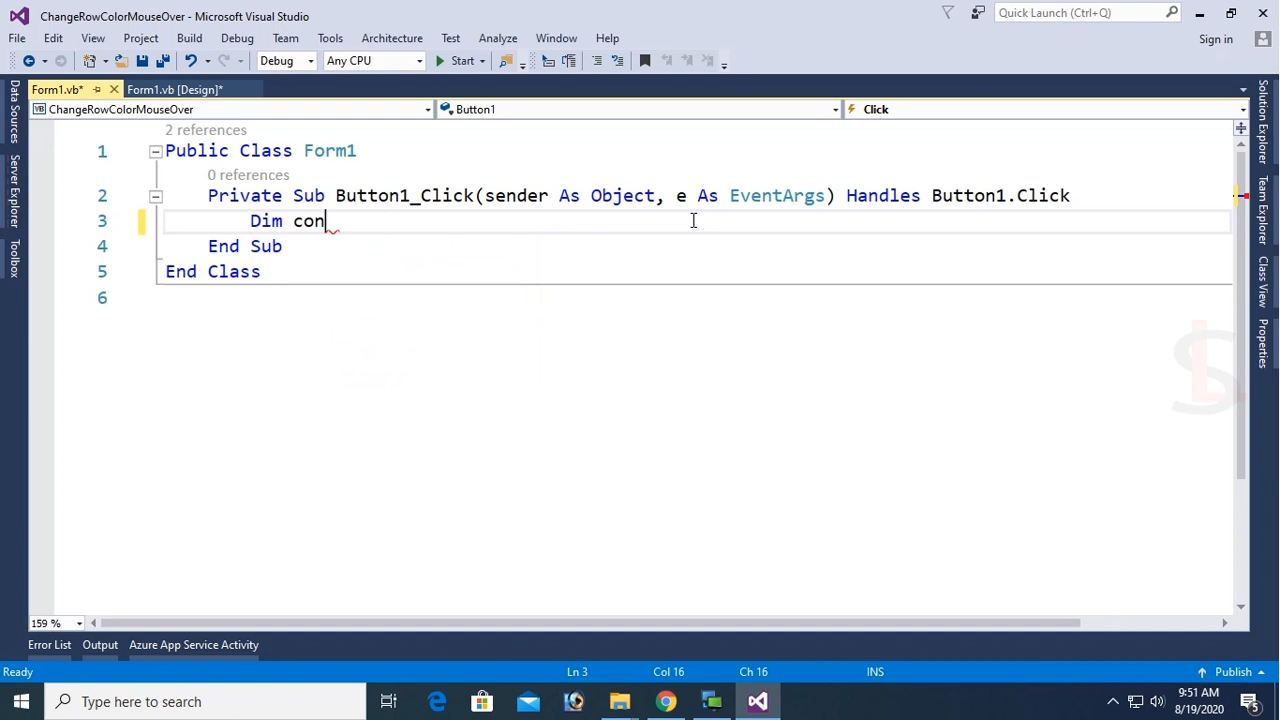 ChangeRowColorMouseOver - Microsoft Visual Studio
Quick Launch (Ctrl+Q)
File Edit View Project Build Debug Team Tools Architecture Test Analyze Window Help
Sign in
Debug Any CPU Start
Form1.vb* Form1.vb [Design]*
VB ChangeRowColorMouseOver Button1 Click
2 references
1 Public Class Form1
0 references
2 Private Sub Button1_Click(sender As Object, e As EventArgs) Handles Button1.Click
3 Dim con
4 End Sub
5 End Class
6
Data Sources
Server Explorer
Toolbox
Solution Explorer
Team Explorer
Class View
Properties
SL
159 %
Error List Output Azure App Service Activity
Ready Ln 3 Col 16 Ch 16 INS Publish
Type here to search
9:51 AM
8/19/2020
5